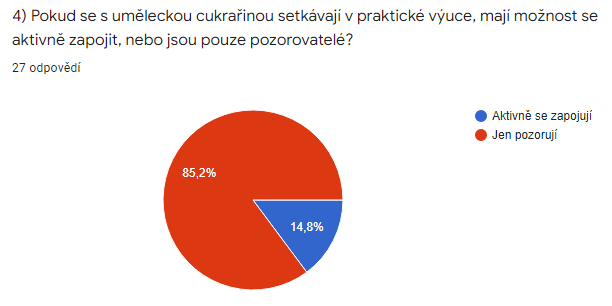 4) Pokud se s uměleckou cukrařinou setkávají v praktické výuce, mají možnost se
aktivně zapojit, nebo jsou pouze pozorovatelé?
27 odpovědí
Aktivně se zapojují
Jen pozorují
85,2%
14,8%